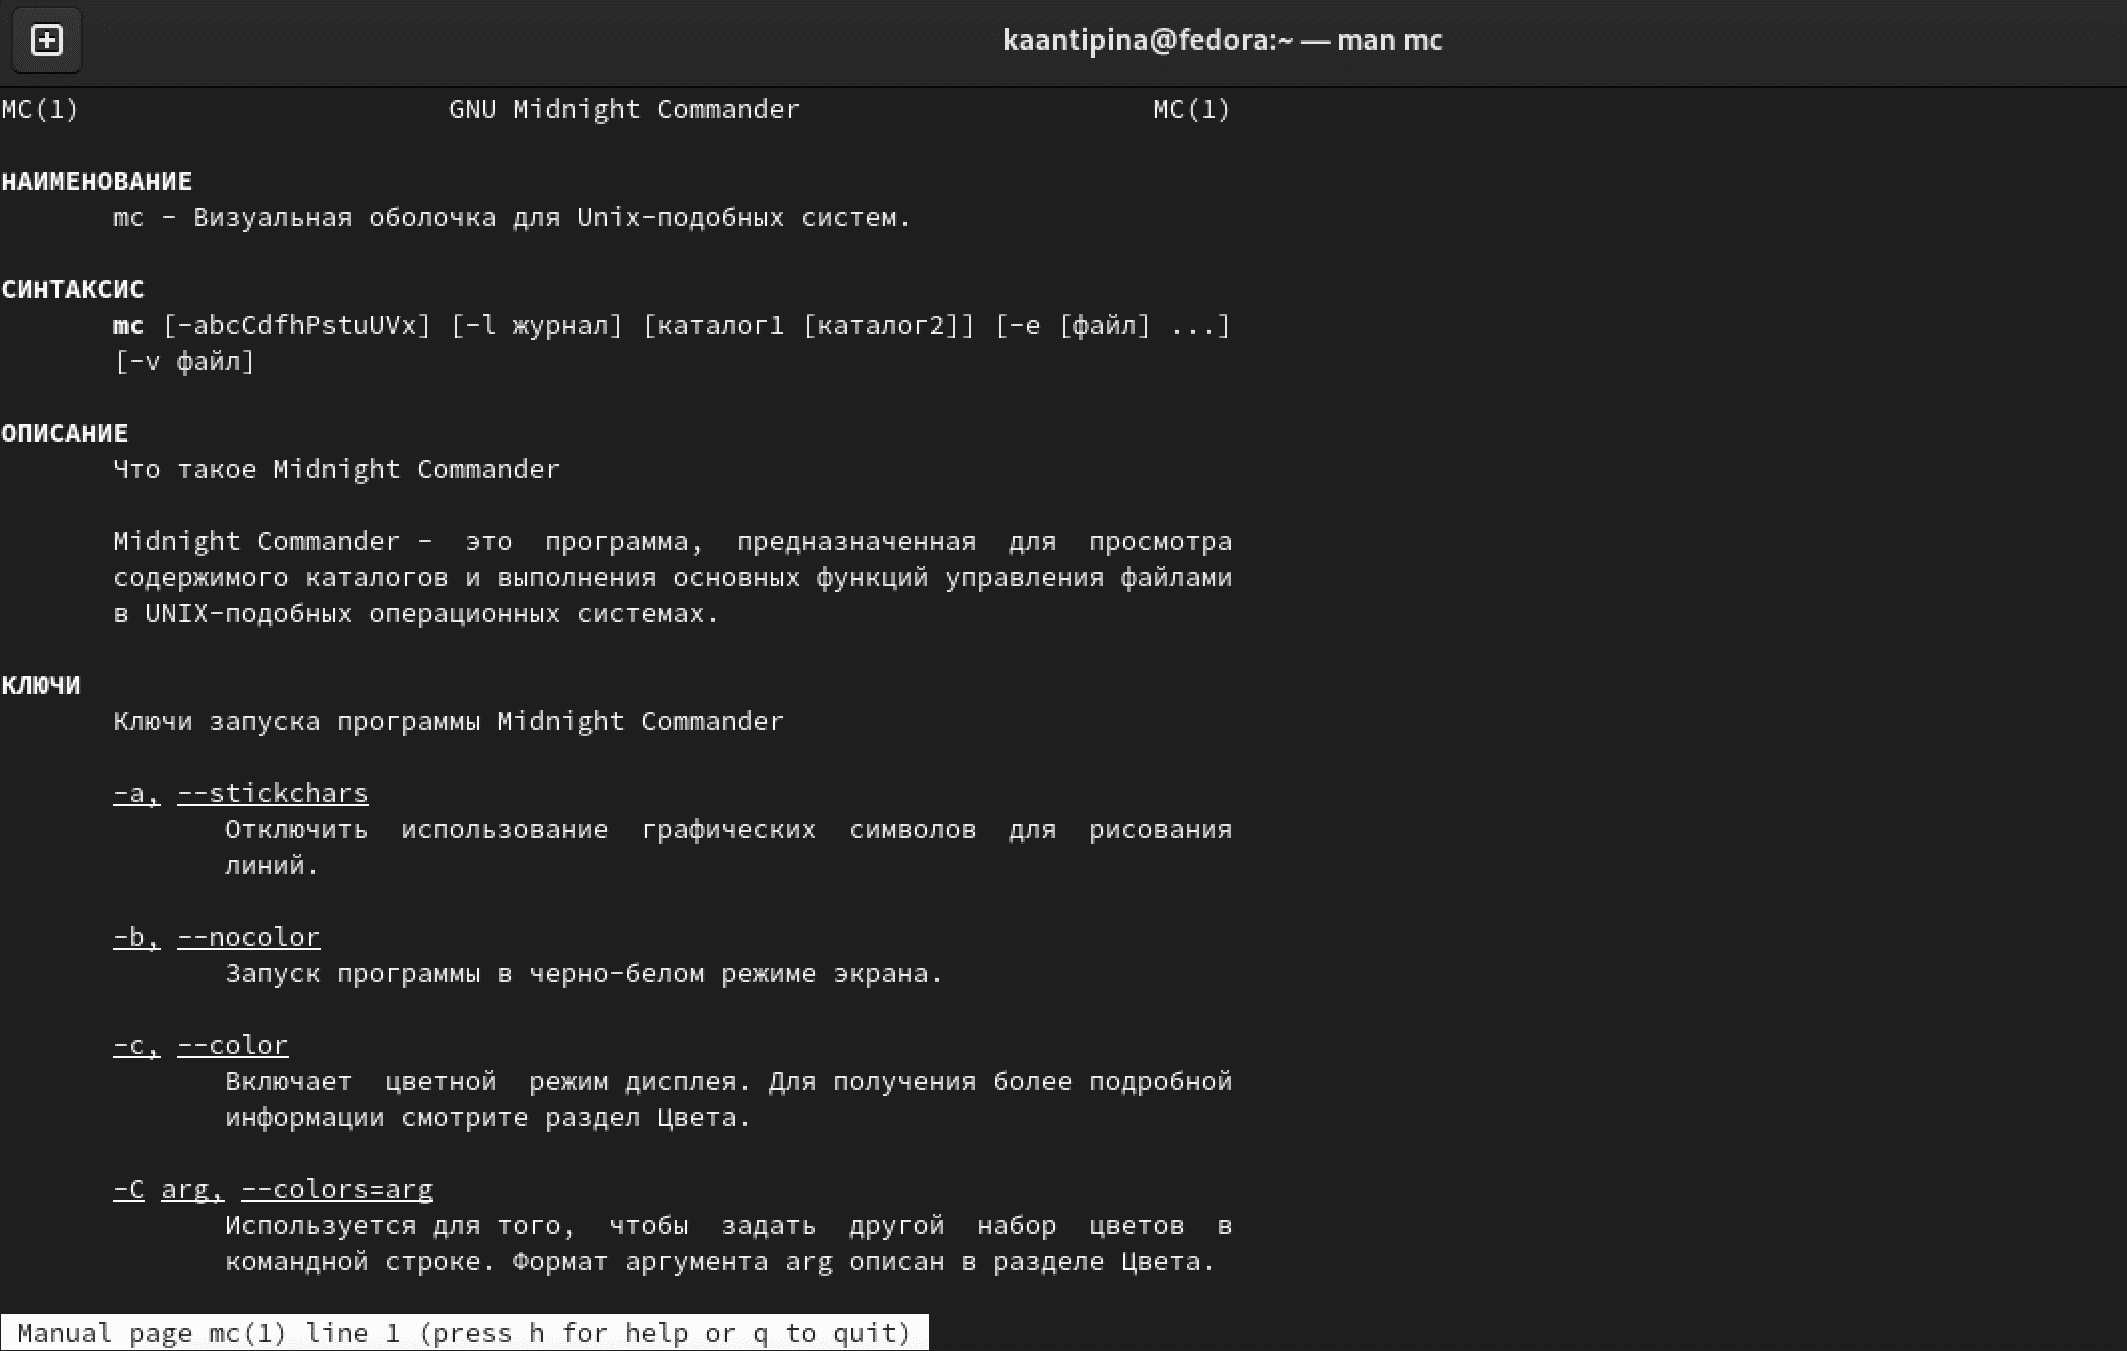 kaantipina@fedora:~ — man mc
MC(1) GNU Midnight Commander MC(1)
НАИМЕНОВАНИЕ
mc - Визуальная оболочка для Unix-подобных систем.
СИНТАКСИС
mc [-abcCdfhPstuUVx] [-l журнал] [каталог1 [каталог2]] [-e [файл] ...]
[-v файл]
ОПИСАНИЕ
Что такое Midnight Commander
Midnight Commander - это программа, предназначенная для просмотра
содержимого каталогов и выполнения основных функций управления файлами
в UNIX-подобных операционных системах.
КЛЮЧИ
Ключи запуска программы Midnight Commander
-a, --stickchars
Отключить использование графических символов для рисования
линий.
-b, --nocolor
Запуск программы в черно-белом режиме экрана.
-c, --color
Включает цветной режим дисплея. Для получения более подробной
информации смотрите раздел Цвета.
-C arg, --colors=arg
Используется для того, чтобы задать другой набор цветов в
командной строке. Формат аргумента arg описан в разделе Цвета.
Manual page mc(1) line 1 (press h for help or q to quit)